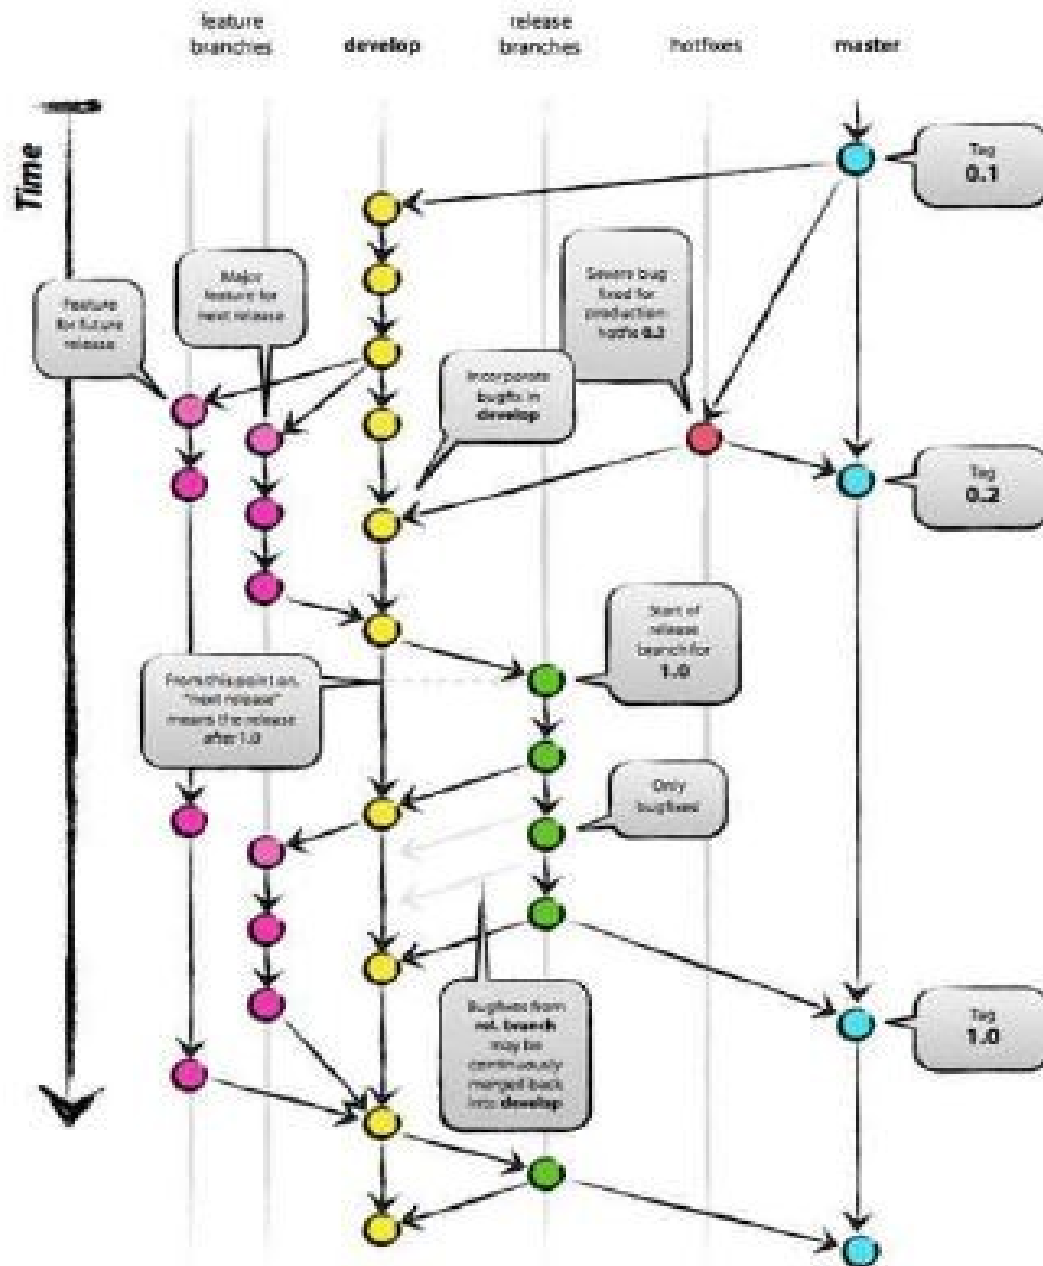 feature
branches
develop
release
branches
hotfixes
master
Time
Tag
0.1
Major
feature for
next release
Feature
for future
release
Severe bug
fixed for
production:
hotfix 0.2
Incorporate
bugfix in
develop
Tag
0.2
Start of
release
branch for
1.0
From this point on,
"next release"
means the release
after 1.0
Only
bugfixes!
Bugfixes from
rel. branch
may be
continuously
merged back
into develop
Tag
1.0